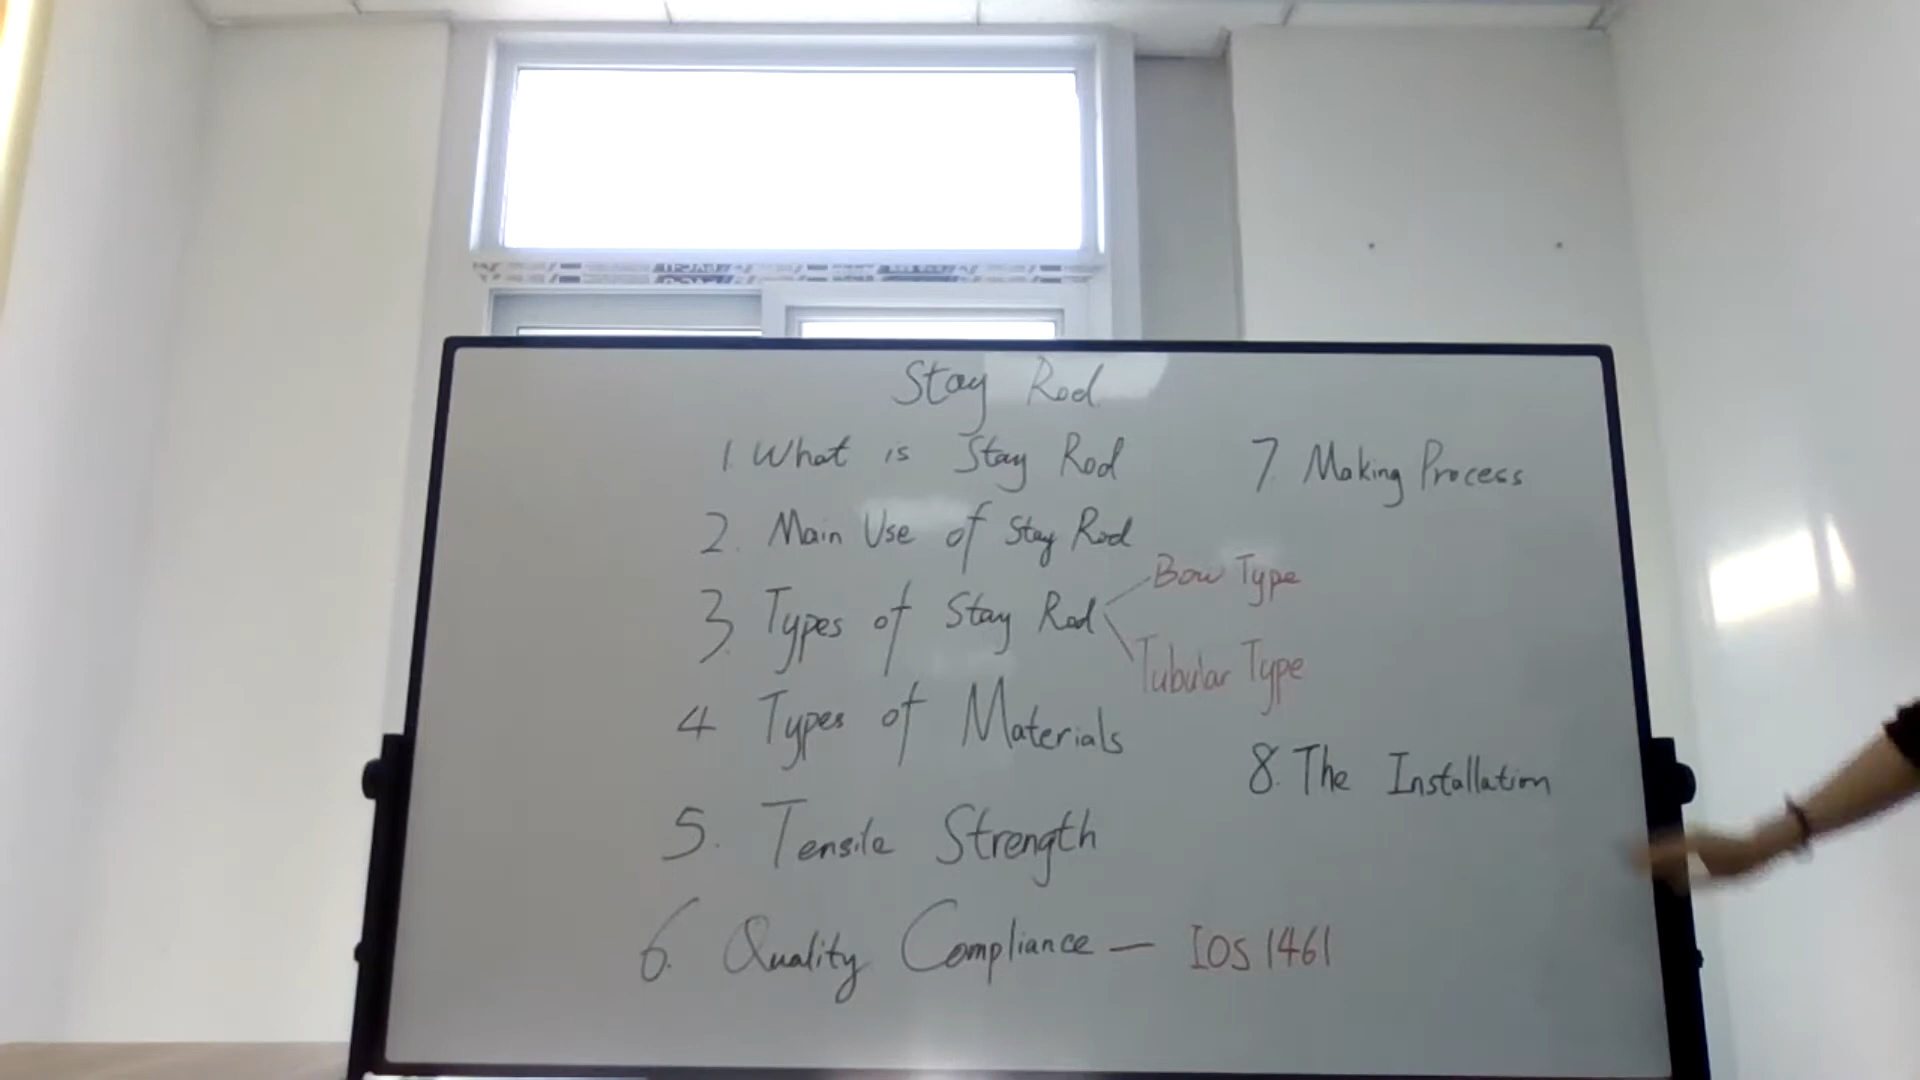 Stay Rod
1. What is Stay Rod
2. Main Use of Stay Rod
3. Types of Stay Rod
Bow Type
Tubular Type
4 Types of Materials
5. Tensile Strength
6. Quality Compliance — IOS 1461
7. Making Process
8. The Installation